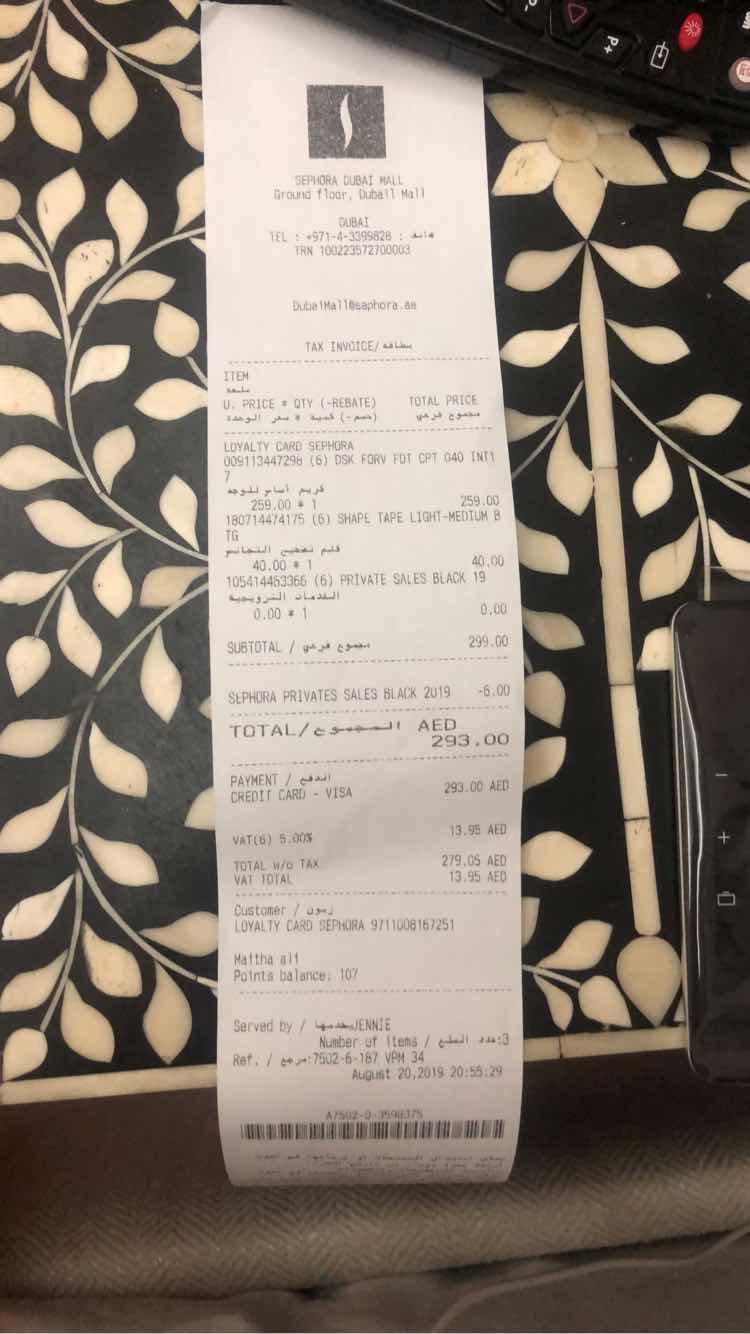 SEPHORA DUBAI MALL
Ground floor, Dubail Mall
DUBAI
TEL : +971-4-3399828 : هاتف
TRN 100223572700003
DubaiMall@sephora.ae
TAX INVOICE/بطاقة
ITEM
سلعة
U. PRICE * QTY (-REBATE) TOTAL PRICE
(خصم-) كمية * سعر الوحدة مجموع فرعي
LOYALTY CARD SEPHORA
009113447298 (6) DSK FORV FDT CPT 040 INT1
7
كريم أساس للوجه
259.00 * 1 259.00
180714474175 (6) SHAPE TAPE LIGHT-MEDIUM B
TG
قلم تصحيح
40.00 * 1 40.00
105414463366 (6) PRIVATE SALES BLACK 19
الخدمات الترويجية
0.00 * 1 0.00
SUBTOTAL / مجموع فرعي 299.00
SEPHORA PRIVATES SALES BLACK 2019 -6.00
TOTAL/المجموع AED
293.00
PAYMENT / الدفع
CREDIT CARD - VISA 293.00 AED
VAT(6) 5.00% 13.95 AED
TOTAL w/o TAX 279.05 AED
VAT TOTAL 13.95 AED
Customer / زبون
LOYALTY CARD SEPHORA 9711008167251
Maitha ali
Points balance: 107
Served by / يخدمها JENNIE
Number of items / عدد السلع :3
Ref. / مرجع :7502-6-187 VPM 34
August 20,2019 20:55:29
A7502-0-3598375
P+